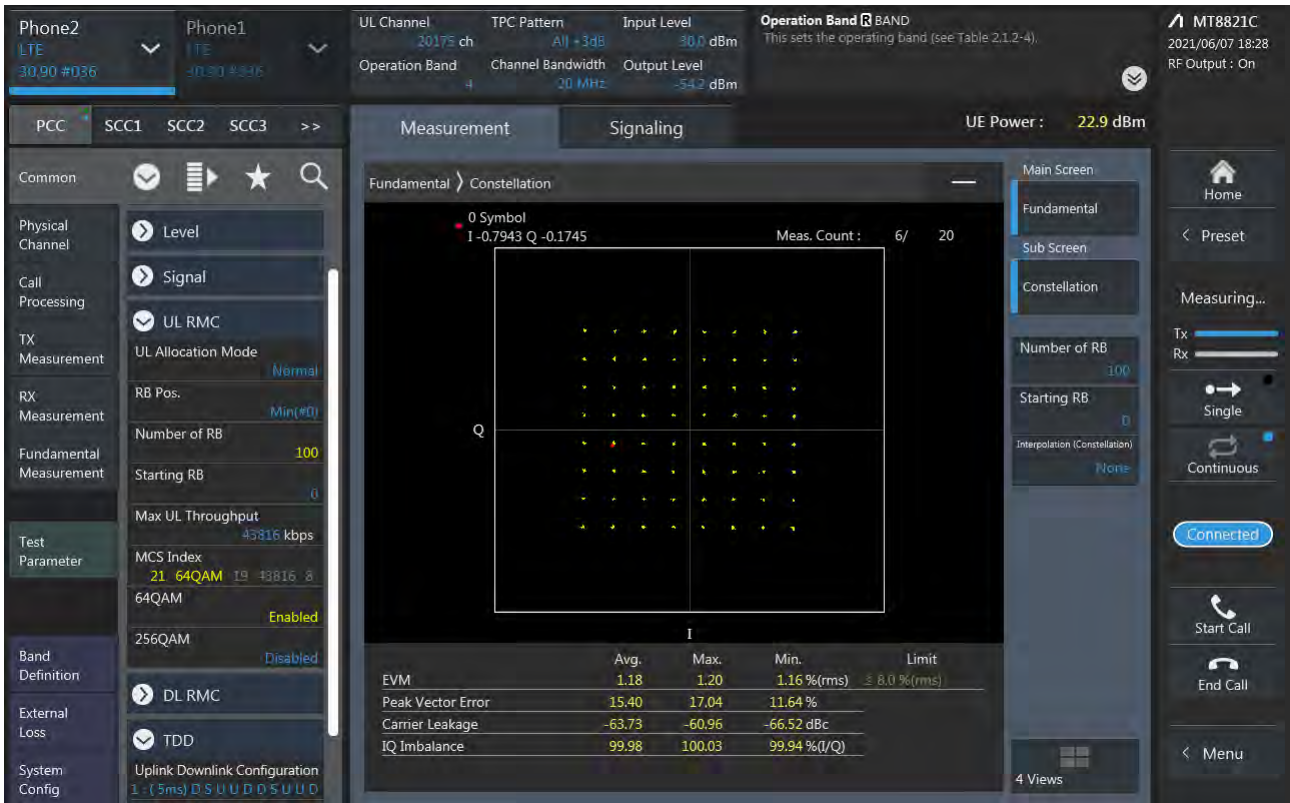 Phone2
LTE
30.90 #036
Phone1
LTE
30.90 #036
UL Channel
20175 ch
Operation Band
4
TPC Pattern
All +3dB
Channel Bandwidth
20 MHz
Input Level
30.0 dBm
Output Level
-54.2 dBm
Operation Band R BAND
This sets the operating band (see Table 2.1.2-4).
MT8821C
2021/06/07 18:28
RF Output : On
PCC SCC1 SCC2 SCC3 >>
Measurement
Signaling
UE Power : 22.9 dBm
Common
Physical
Channel
Call
Processing
TX
Measurement
RX
Measurement
Fundamental
Measurement
Test
Parameter
Band
Definition
External
Loss
System
Config
Level
Signal
UL RMC
UL Allocation Mode
Normal
RB Pos.
Min(#0)
Number of RB
100
Starting RB
0
Max UL Throughput
43816 kbps
MCS Index
21 64QAM 19 43816 8
64QAM
Enabled
256QAM
Disabled
DL RMC
TDD
Uplink Downlink Configuration
1 : ( 5ms) D S U U D D S U U D
Fundamental 〉 Constellation
0 Symbol
I -0.7943 Q -0.1745
Meas. Count : 6/ 20
Q
I
Avg. Max. Min. Limit
EVM 1.18 1.20 1.16 %(rms) ≦ 8.0 %(rms)
Peak Vector Error 15.40 17.04 11.64 %
Carrier Leakage -63.73 -60.96 -66.52 dBc
IQ Imbalance 99.98 100.03 99.94 %(I/Q)
Main Screen
Fundamental
Sub Screen
Constellation
Number of RB
100
Starting RB
0
Interpolation (Constellation)
None
4 Views
Home
< Preset
Measuring...
Tx
Rx
Single
Continuous
Connected
Start Call
End Call
< Menu